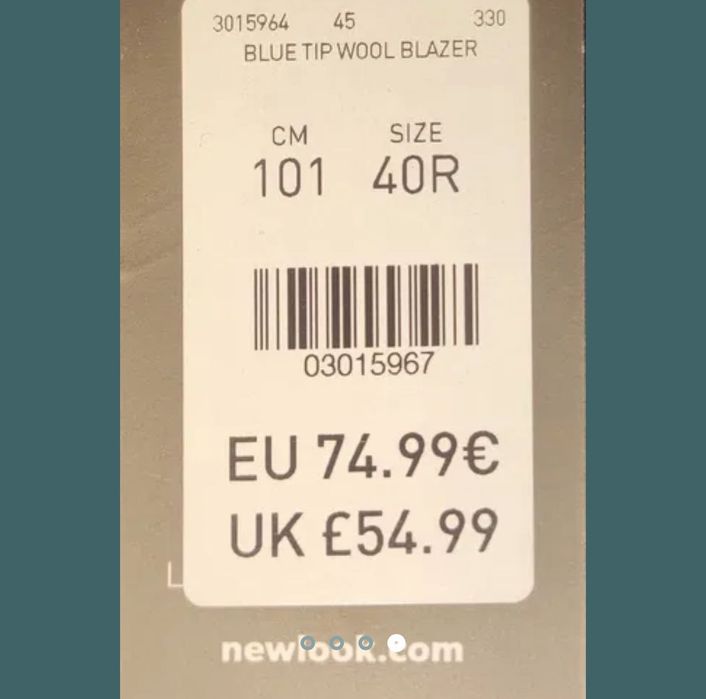 3015964 45 330
BLUE TIP WOOL BLAZER
CM SIZE
101 40R
03015967
EU 74.99€
UK £54.99
L
newlook.com